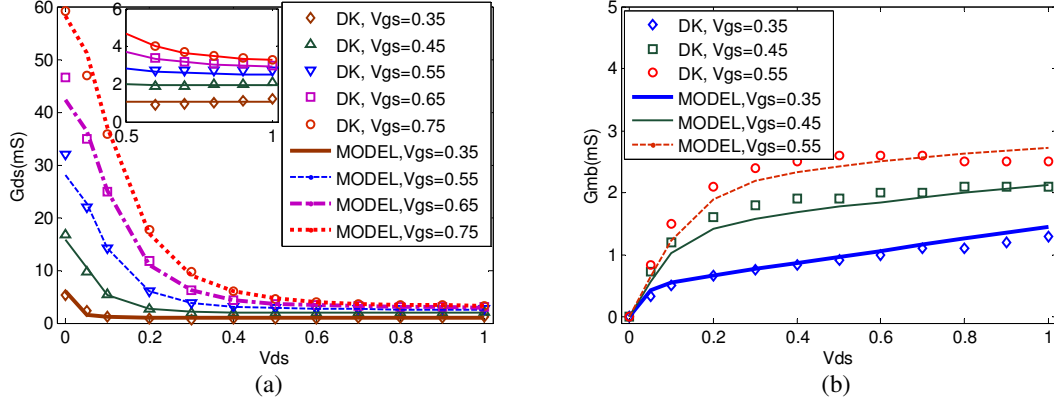 60
50
40
30
20
10
0
Gds(mS)
0
0.2
0.4
0.6
0.8
1
Vds
6
4
2
0
0.5
1
DK, Vgs=0.35
DK, Vgs=0.45
DK, Vgs=0.55
DK, Vgs=0.65
DK, Vgs=0.75
MODEL,Vgs=0.35
MODEL,Vgs=0.55
MODEL,Vgs=0.65
MODEL,Vgs=0.75
(a)
5
4
3
2
1
0
Gmb(mS)
0
0.2
0.4
0.6
0.8
1
Vds
DK, Vgs=0.35
DK, Vgs=0.45
DK, Vgs=0.55
MODEL,Vgs=0.35
MODEL,Vgs=0.45
MODEL,Vgs=0.55
(b)